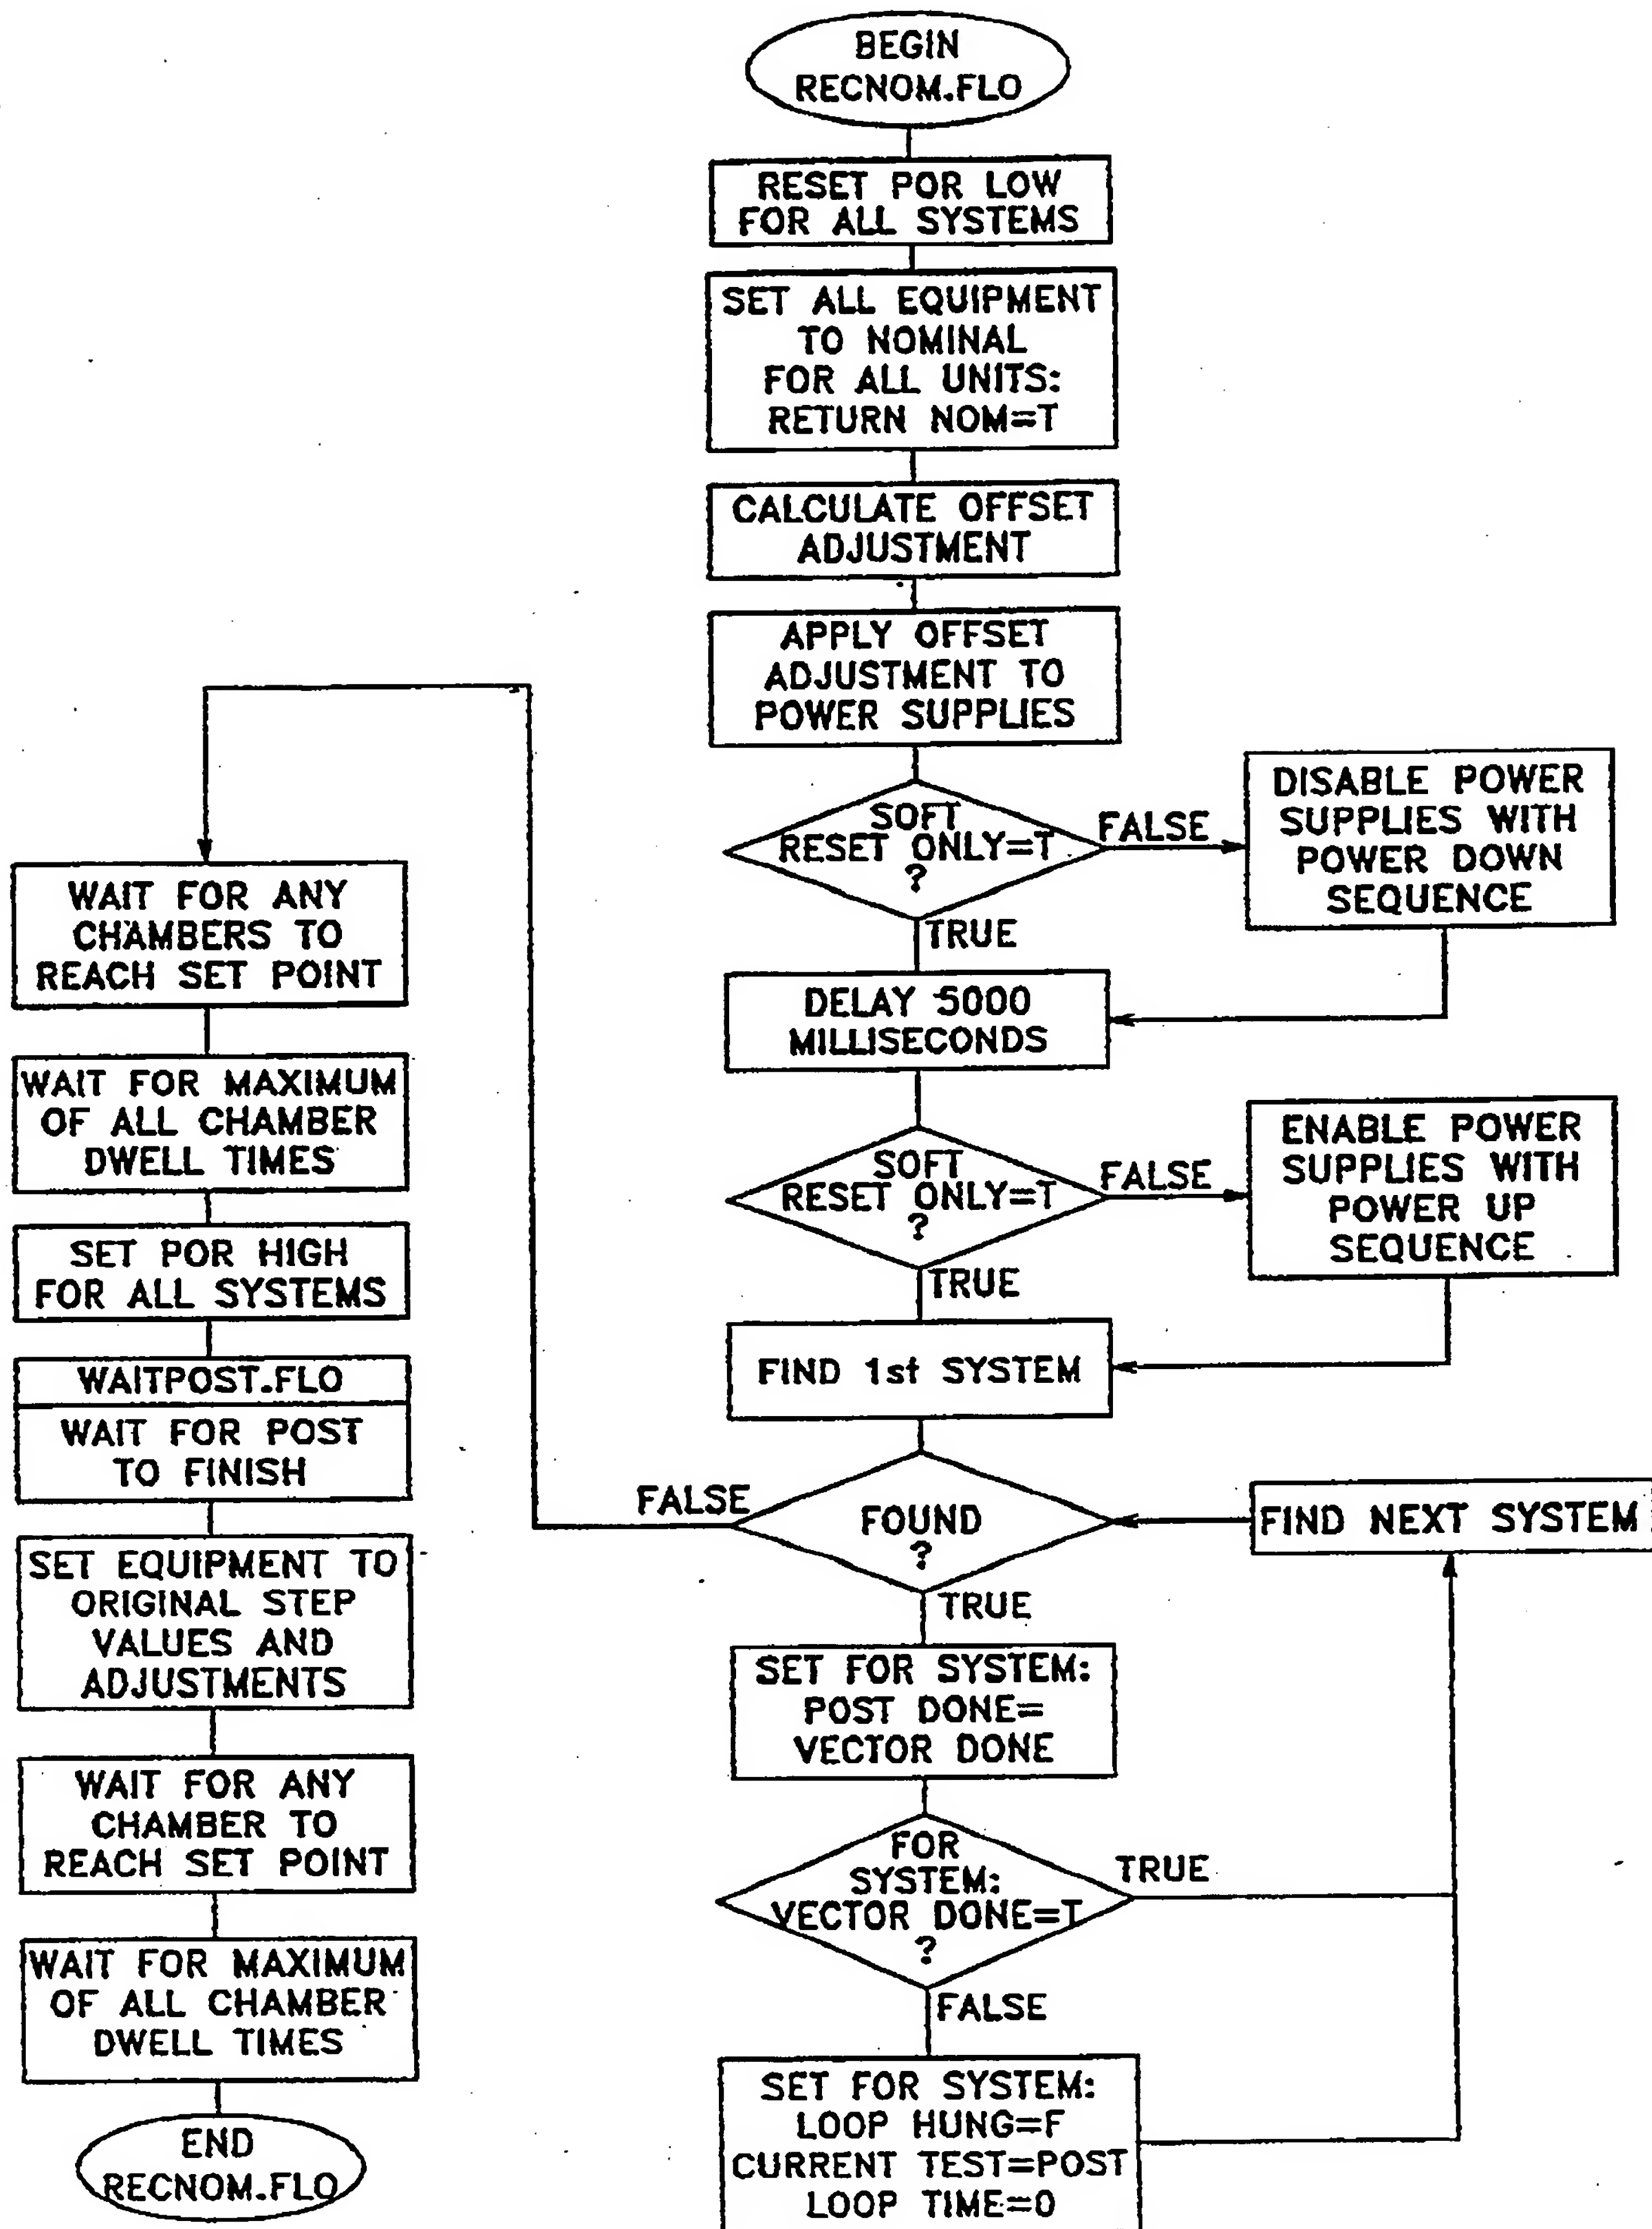 BEGIN
RECNOM.FLO
RESET POR LOW
FOR ALL SYSTEMS
SET ALL EQUIPMENT
TO NOMINAL
FOR ALL UNITS:
RETURN NOM=T
CALCULATE OFFSET
ADJUSTMENT
APPLY OFFSET
ADJUSTMENT TO
POWER SUPPLIES
SOFT
RESET ONLY=T
?
FALSE
DISABLE POWER
SUPPLIES WITH
POWER DOWN
SEQUENCE
TRUE
DELAY 5000
MILLISECONDS
SOFT
RESET ONLY=T
?
FALSE
ENABLE POWER
SUPPLIES WITH
POWER UP
SEQUENCE
TRUE
FIND 1st SYSTEM
FOUND
?
FALSE
FIND NEXT SYSTEM
TRUE
SET FOR SYSTEM:
POST DONE=
VECTOR DONE
FOR
SYSTEM:
VECTOR DONE=T
?
TRUE
FALSE
SET FOR SYSTEM:
LOOP HUNG=F
CURRENT TEST=POST
LOOP TIME=0
WAIT FOR ANY
CHAMBERS TO
REACH SET POINT
WAIT FOR MAXIMUM
OF ALL CHAMBER
DWELL TIMES
SET POR HIGH
FOR ALL SYSTEMS
WAITPOST.FLO
WAIT FOR POST
TO FINISH
SET EQUIPMENT TO
ORIGINAL STEP
VALUES AND
ADJUSTMENTS
WAIT FOR ANY
CHAMBER TO
REACH SET POINT
WAIT FOR MAXIMUM
OF ALL CHAMBER
DWELL TIMES
END
RECNOM.FLO